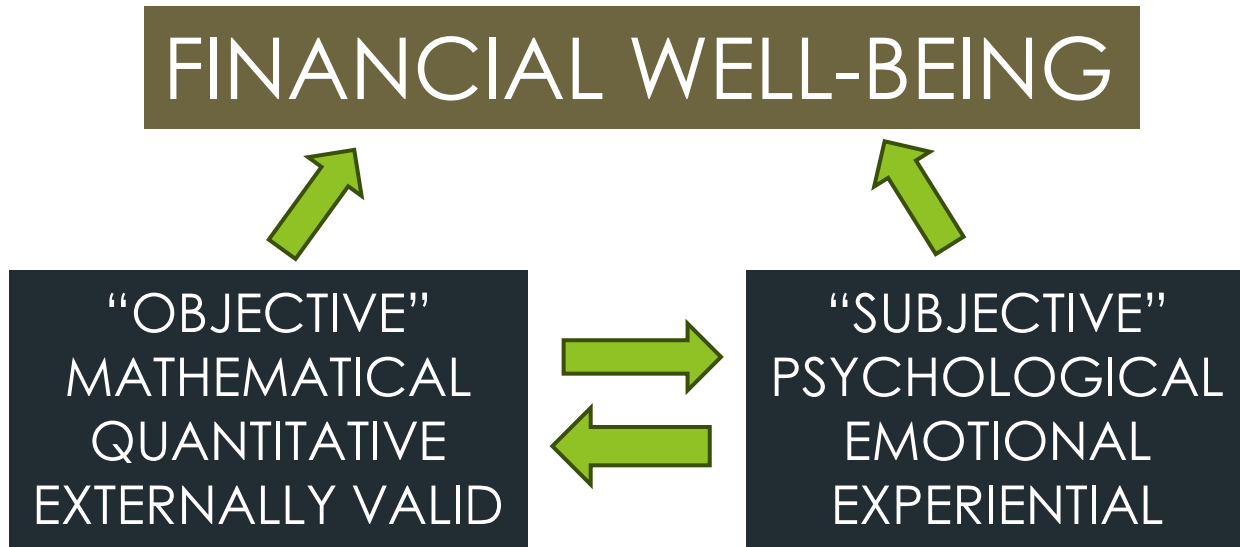 FINANCIAL WELL-BEING
“OBJECTIVE”
MATHEMATICAL
QUANTITATIVE
EXTERNALLY VALID
“SUBJECTIVE”
PSYCHOLOGICAL
EMOTIONAL
EXPERIENTIAL